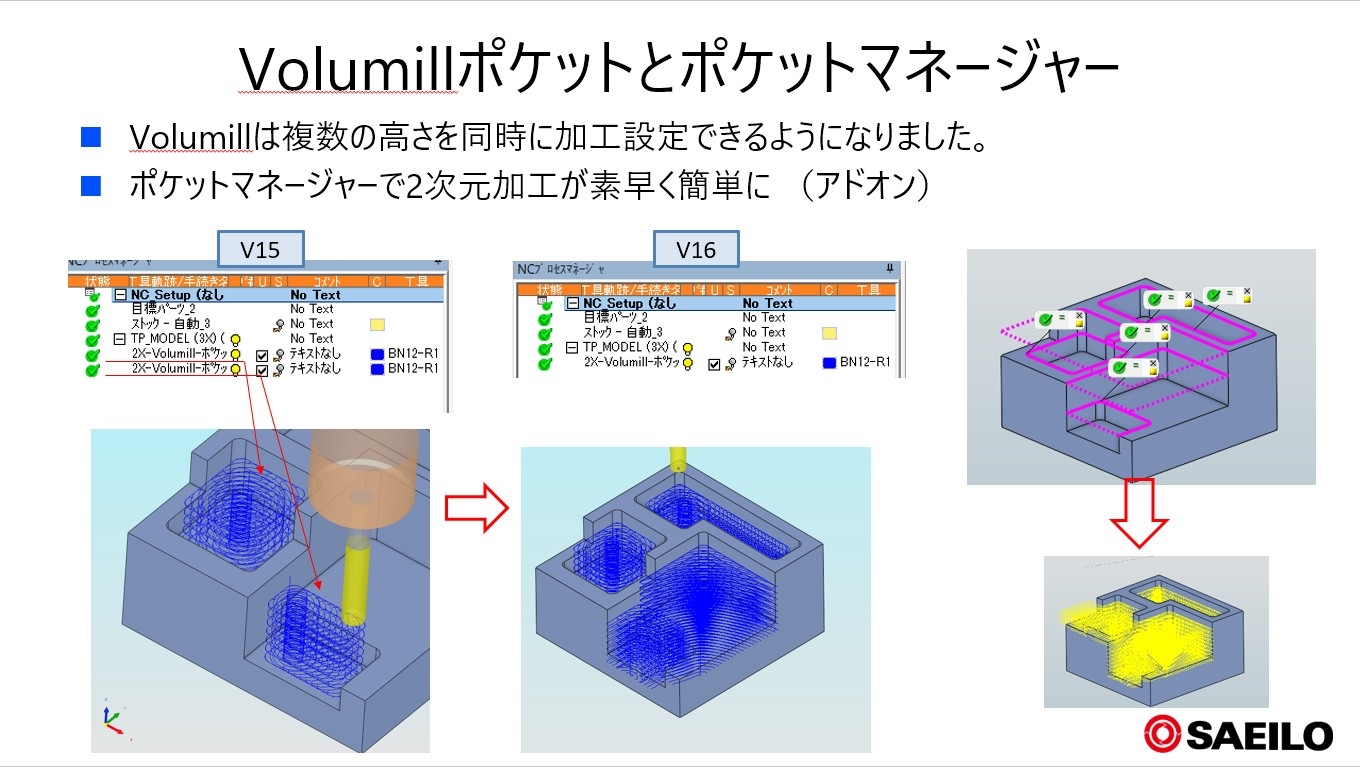 Volumillポケットとポケットマネージャー
Volumillは複数の高さを同時に加工設定できるようになりました。
ポケットマネージャーで2次元加工が素早く簡単に （アドオン）
V15
NCプロセスマネージャ
状態 工具軌跡/手続き名 U S コメント C 工具
NC_Setup (なし No Text
目標パーツ_2 No Text
ストック - 自動_3 No Text
TP_MODEL (3X) ( No Text
2X-Volumill-ポケッ テキストなし BN12-R1
2X-Volumill-ポケッ テキストなし BN12-R1
V16
NCプロセスマネージャ
状態 工具軌跡/手続き名 U S コメント C 工具
NC_Setup (なし No Text
目標パーツ_2 No Text
ストック - 自動_3 No Text
TP_MODEL (3X) ( No Text
2X-Volumill-ポケッ テキストなし BN12-R1
SAEILO